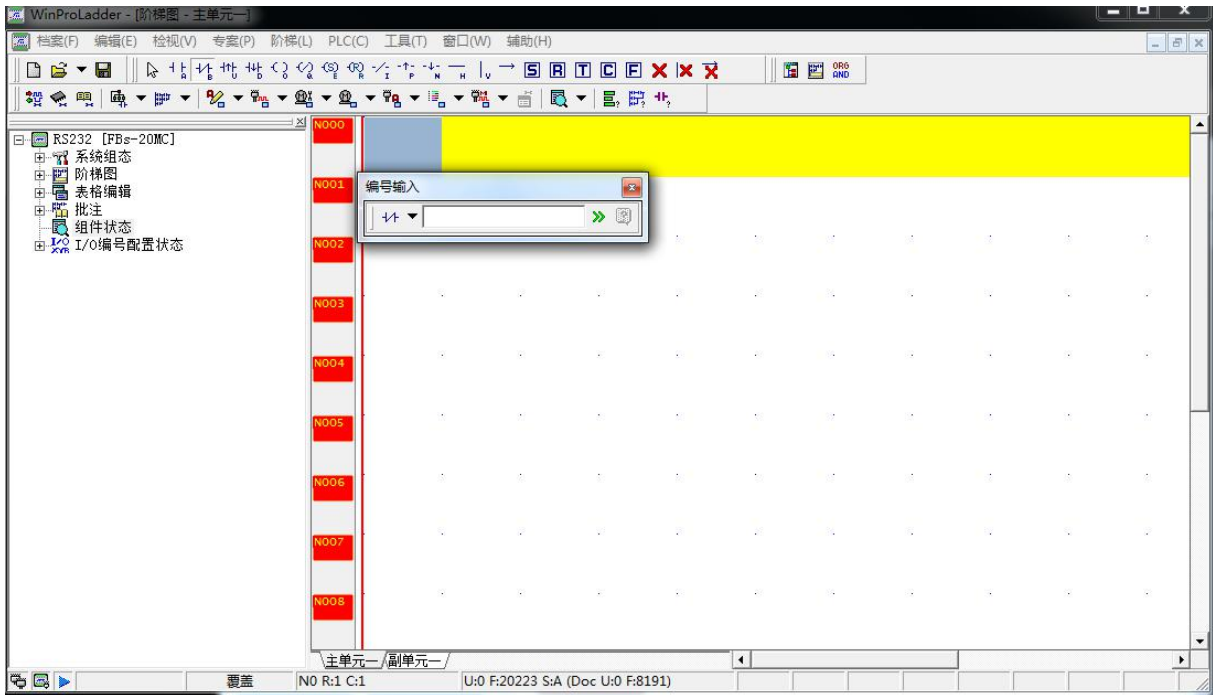 WinProLadder - [阶梯图 - 主单元一]
档案(F) 编辑(E) 检视(V) 专案(P) 阶梯(L) PLC(C) 工具(T) 窗口(W) 辅助(H)
A B U D Q Q S R I P N H V S R T C F ORG AND
RS232 [FBs-20MC]
系统组态
阶梯图
表格编辑
批注
组件状态
I/O编号配置状态
N000
N001
编号输入
N002
N003
N004
N005
N006
N007
N008
主单元一 副单元一
覆盖 N0 R:1 C:1 U:0 F:20223 S:A (Doc U:0 F:8191)